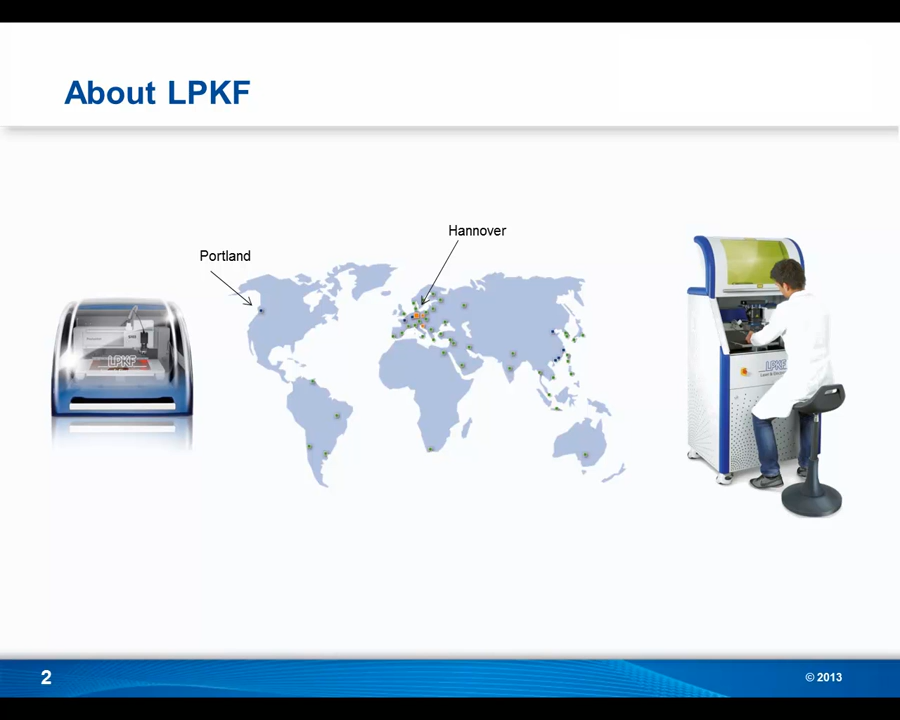 About LPKF
Hannover
Portland
LPKF
LPKF
2
© 2013